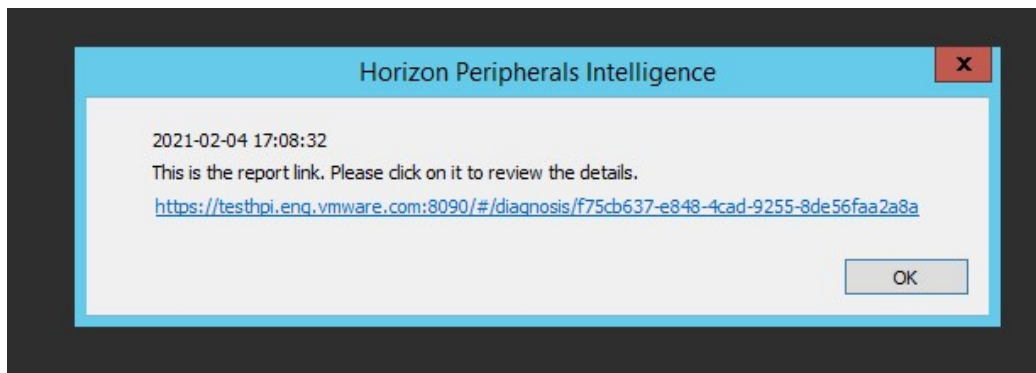 Horizon Peripherals Intelligence
x
2021-02-04 17:08:32
This is the report link. Please click on it to review the details.
https://testhpi.eng.vmware.com:8090/#/diagnosis/f75cb637-e848-4cad-9255-8de56faa2a8a
OK